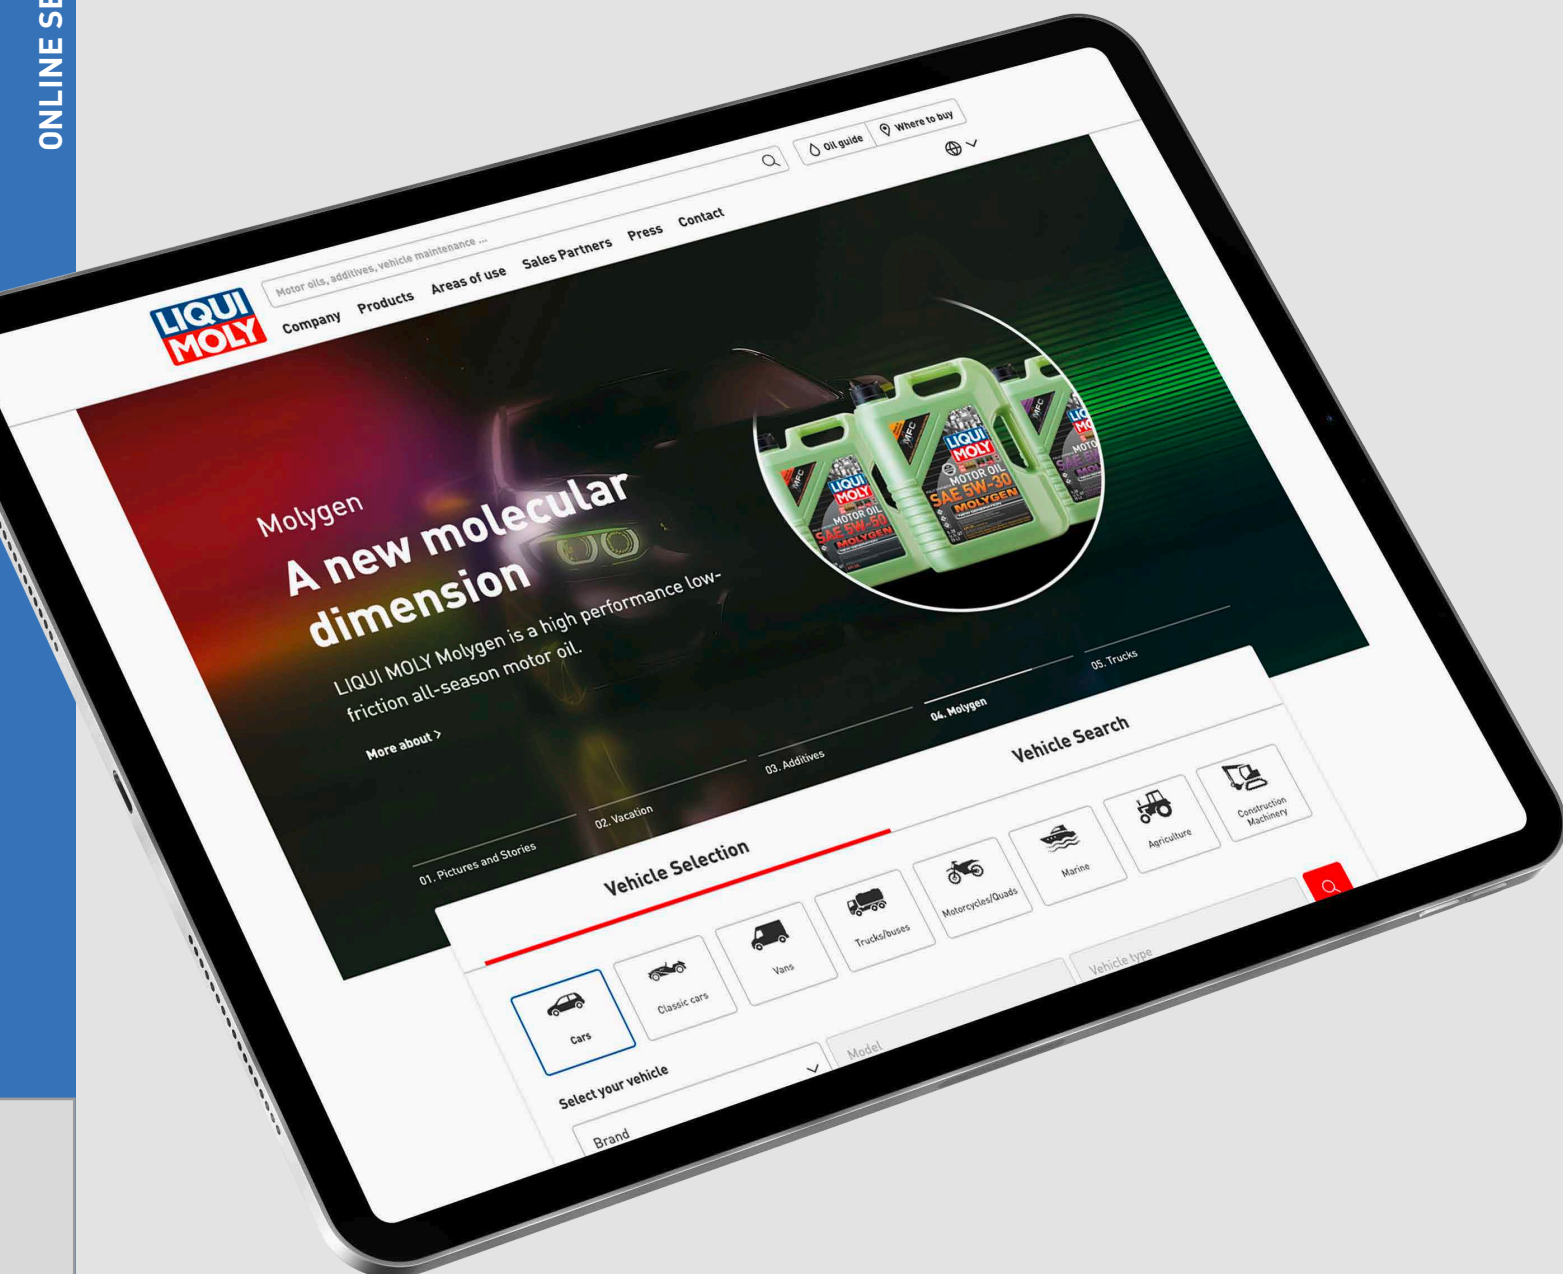 ONLINE SE
Oil guide
Where to buy
Motor oils, additives, vehicle maintenance ...
LIQUI
MOLY
Company
Products
Areas of use
Sales Partners
Press
Contact
Molygen
A new molecular
dimension
LIQUI MOLY Molygen is a high performance low-
friction all-season motor oil.
More about >
MFC
LIQUI
MOLY
MOTOR OIL
SAE 5W-50
MOLYGEN
MFC
LIQUI
MOLY
MOTOR OIL
SAE 5W-30
MOLYGEN
MFC
01. Pictures and Stories
02. Vacation
03. Additives
04. Molygen
05. Trucks
Vehicle Selection
Vehicle Search
Cars
Classic cars
Vans
Trucks/buses
Motorcycles/Quads
Marine
Agriculture
Construction
Machinery
Select your vehicle
Brand
Model
Vehicle type